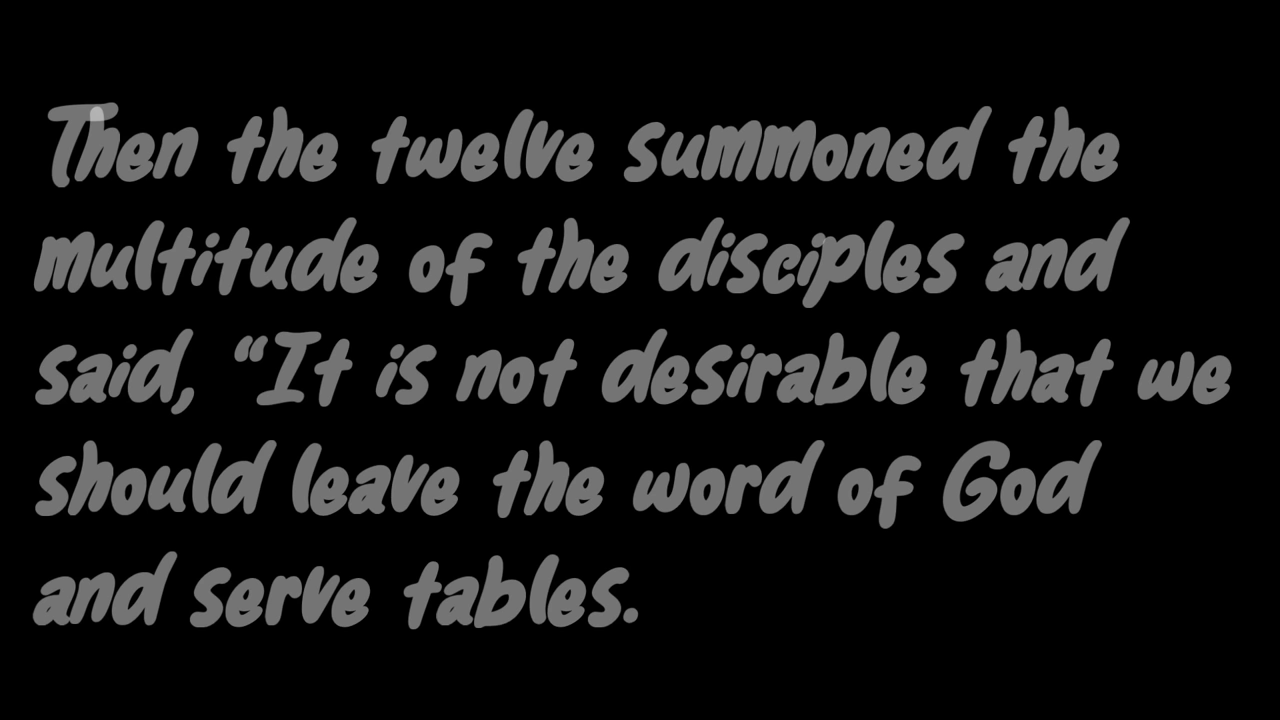 Then the twelve summoned the
multitude of the disciples and
said, “It is not desirable that we
should leave the word of God
and serve tables.